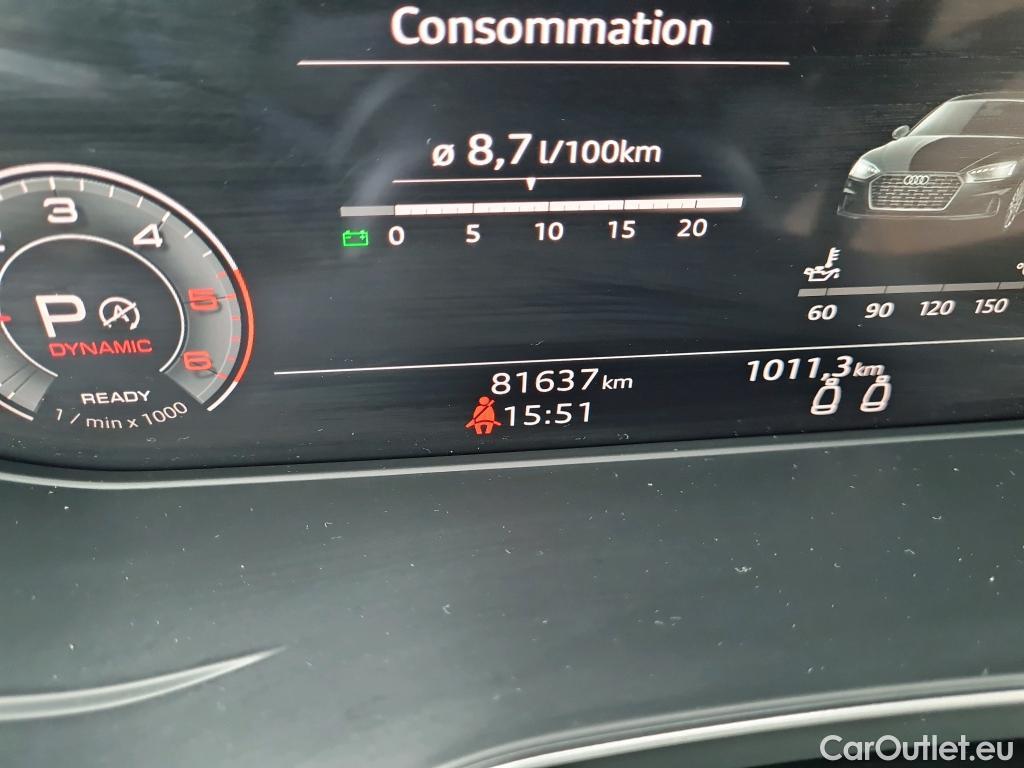 Consommation
ø 8,7 l/100km
0 5 10 15 20
3 4 5 6
P A
DYNAMIC
READY
1 / min x 1000
60 90 120 150
81637 km
15:51
1011,3 km
CarOutlet.eu